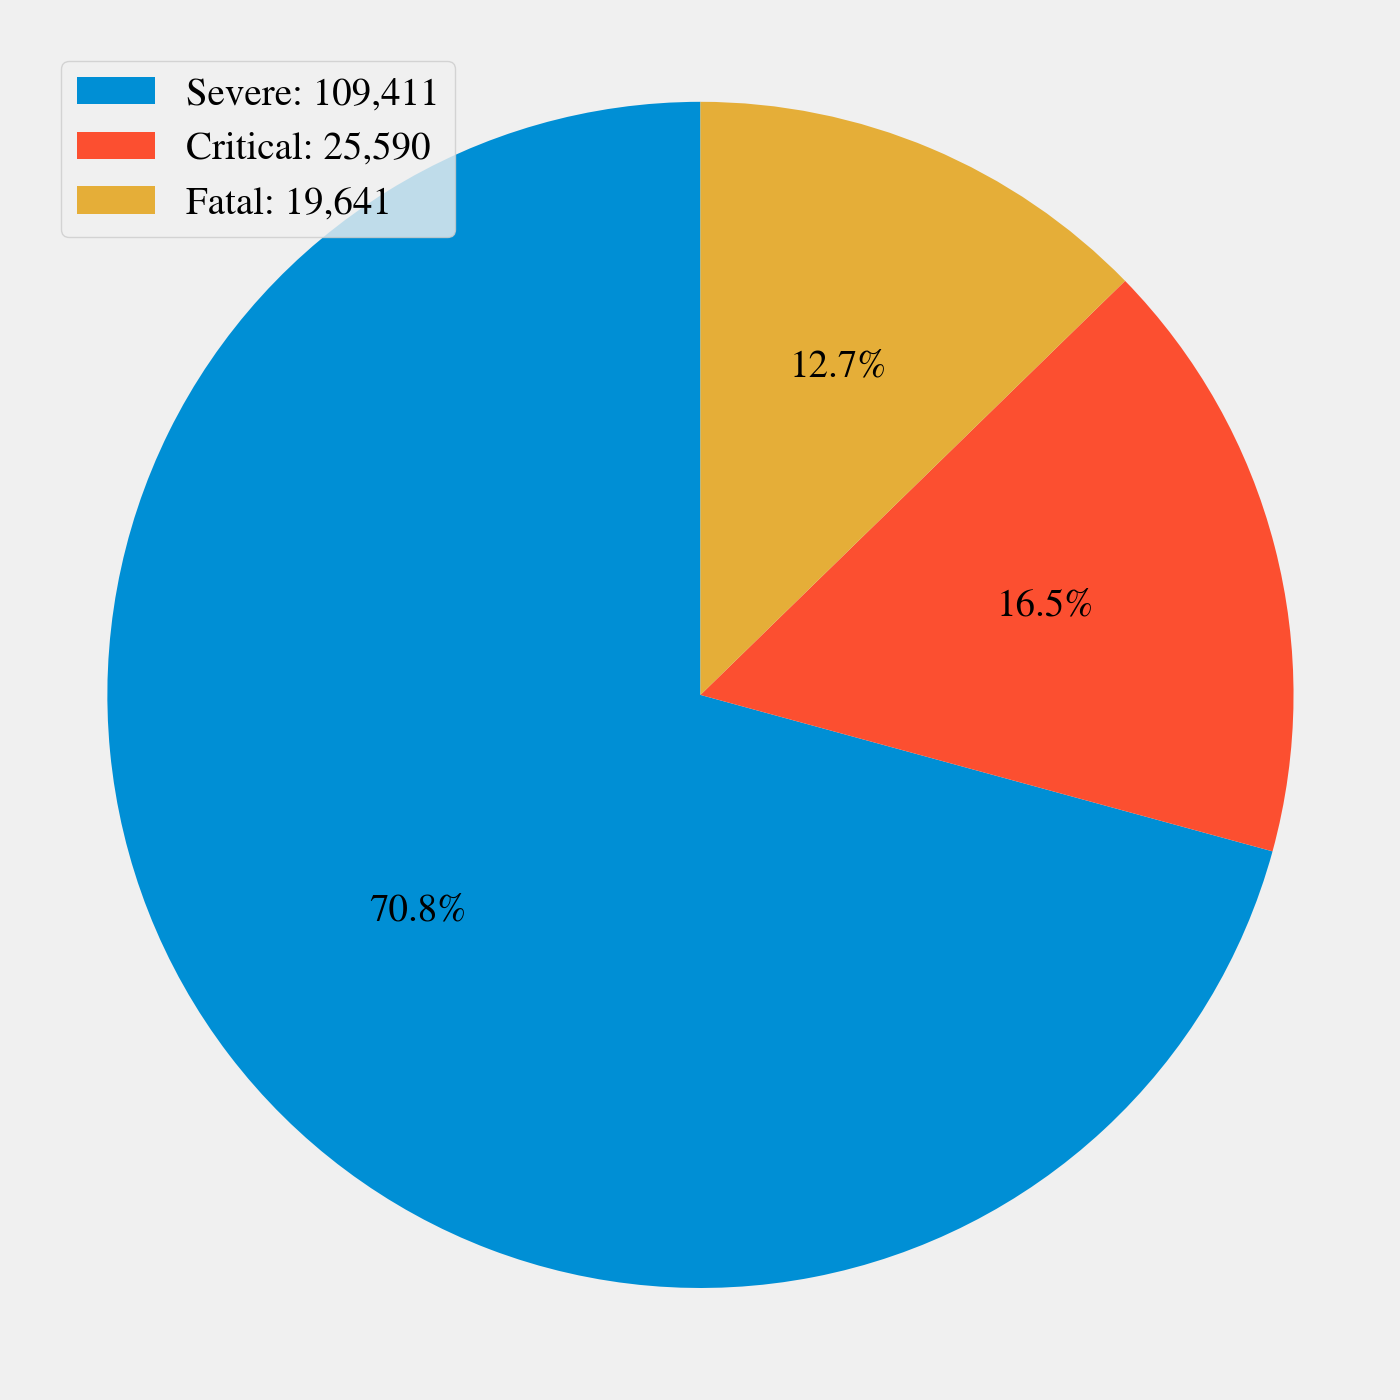 Severe: 109,411
Critical: 25,590
Fatal: 19,641
12.7%
16.5%
70.8%